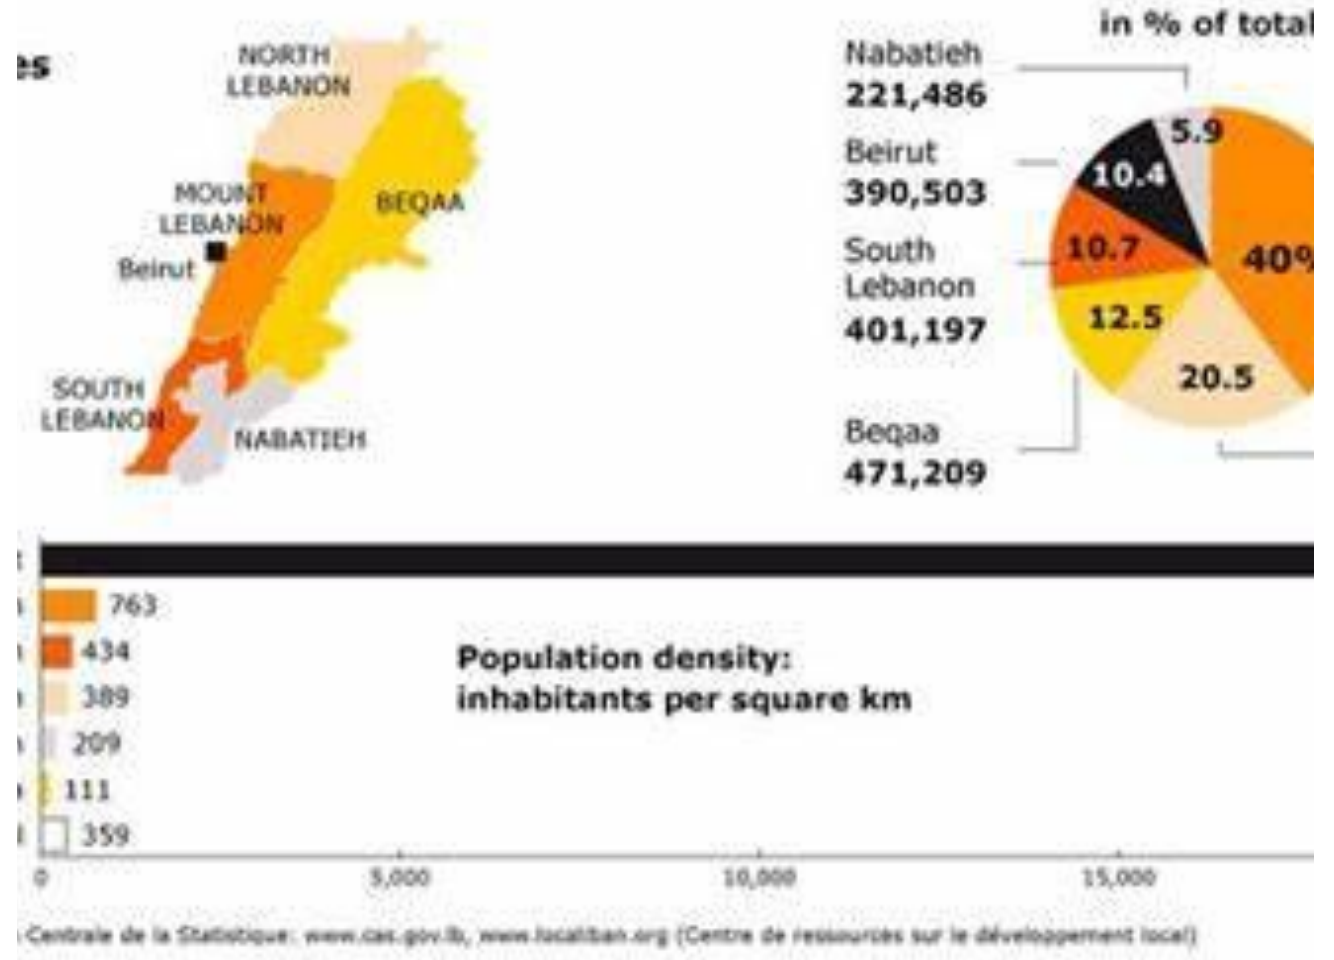 es
NORTH
LEBANON
MOUNT
LEBANON
BEQAA
Beirut
SOUTH
LEBANON
NABATIEH
in % of total
Nabatieh
221,486
Beirut
390,503
South
Lebanon
401,197
Beqaa
471,209
5.9
10.4
10.7
40%
12.5
20.5
763
434
389
209
111
359
Population density:
inhabitants per square km
0
5,000
10,000
15,000
Centrale de la Statistique: www.cas.gov.lb, www.localiban.org (Centre de ressources sur le développement local)